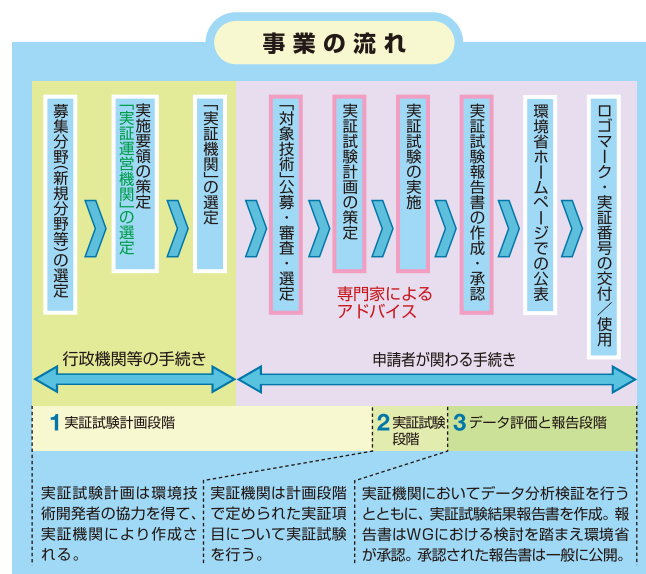 事業の流れ
募集分野(新規分野等)の選定
実施要領の策定
「実証運営機関」の選定
「実証機関」の選定
「対象技術」公募・審査・選定
実証試験計画の策定
実証試験の実施
実証試験報告書の作成・承認
環境省ホームページでの公表
ロゴマーク・実証番号の交付／使用
専門家による
アドバイス
行政機関等の手続き
申請者が関わる手続き
1 実証試験計画段階
2 実証試験
段階
3 データ評価と報告段階
実証試験計画は環境技
術開発者の協力を得て、
実証機関により作成さ
れる。
実証機関は計画段階
で定められた実証項
目について実証試験
を行う。
実証機関においてデータ分析検証を行う
とともに、実証試験結果報告書を作成。報
告書はWGにおける検討を踏まえ環境省
が承認。承認された報告書は一般に公開。